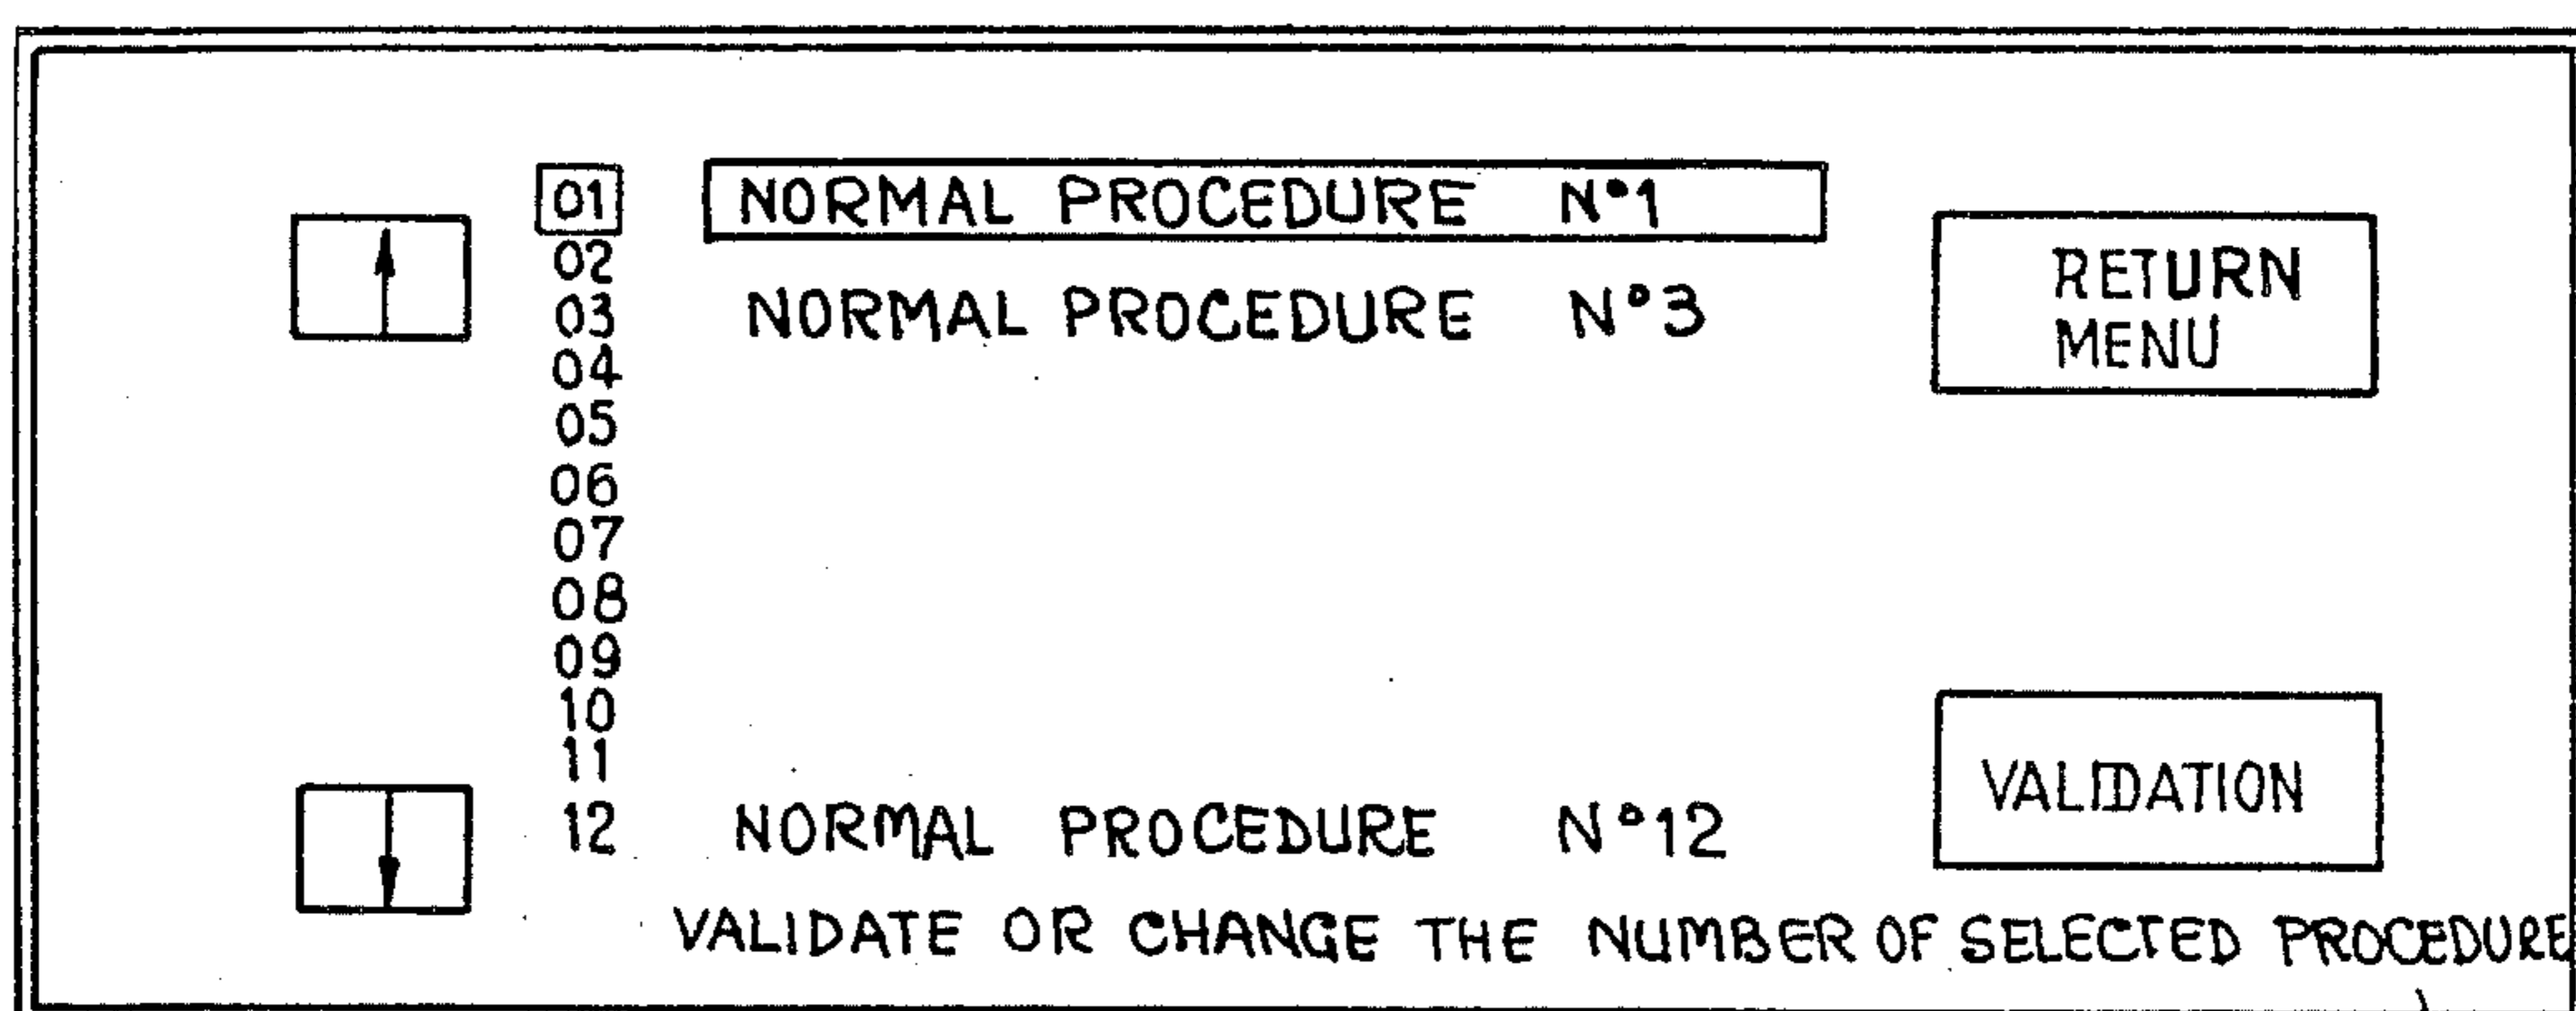 01 NORMAL PROCEDURE N°1
02
03 NORMAL PROCEDURE N°3
04
05
06
07
08
09
10
11
12 NORMAL PROCEDURE N°12
RETURN
MENU
VALIDATION
VALIDATE OR CHANGE THE NUMBER OF SELECTED PROCEDURE